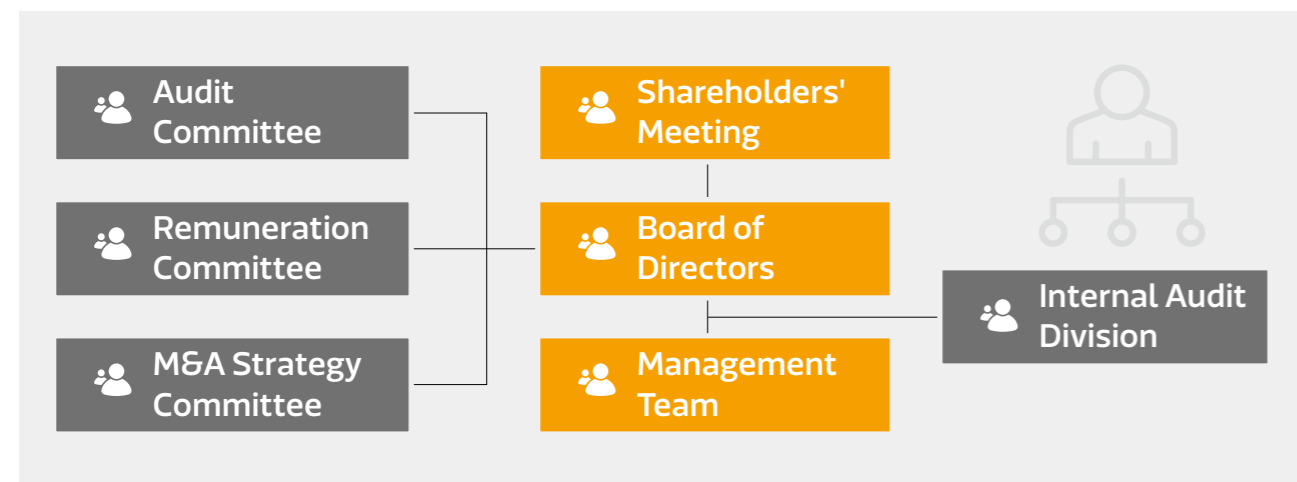 Audit
Committee
Remuneration
Committee
M&A Strategy
Committee
Shareholders'
Meeting
Board of
Directors
Management
Team
Internal Audit
Division